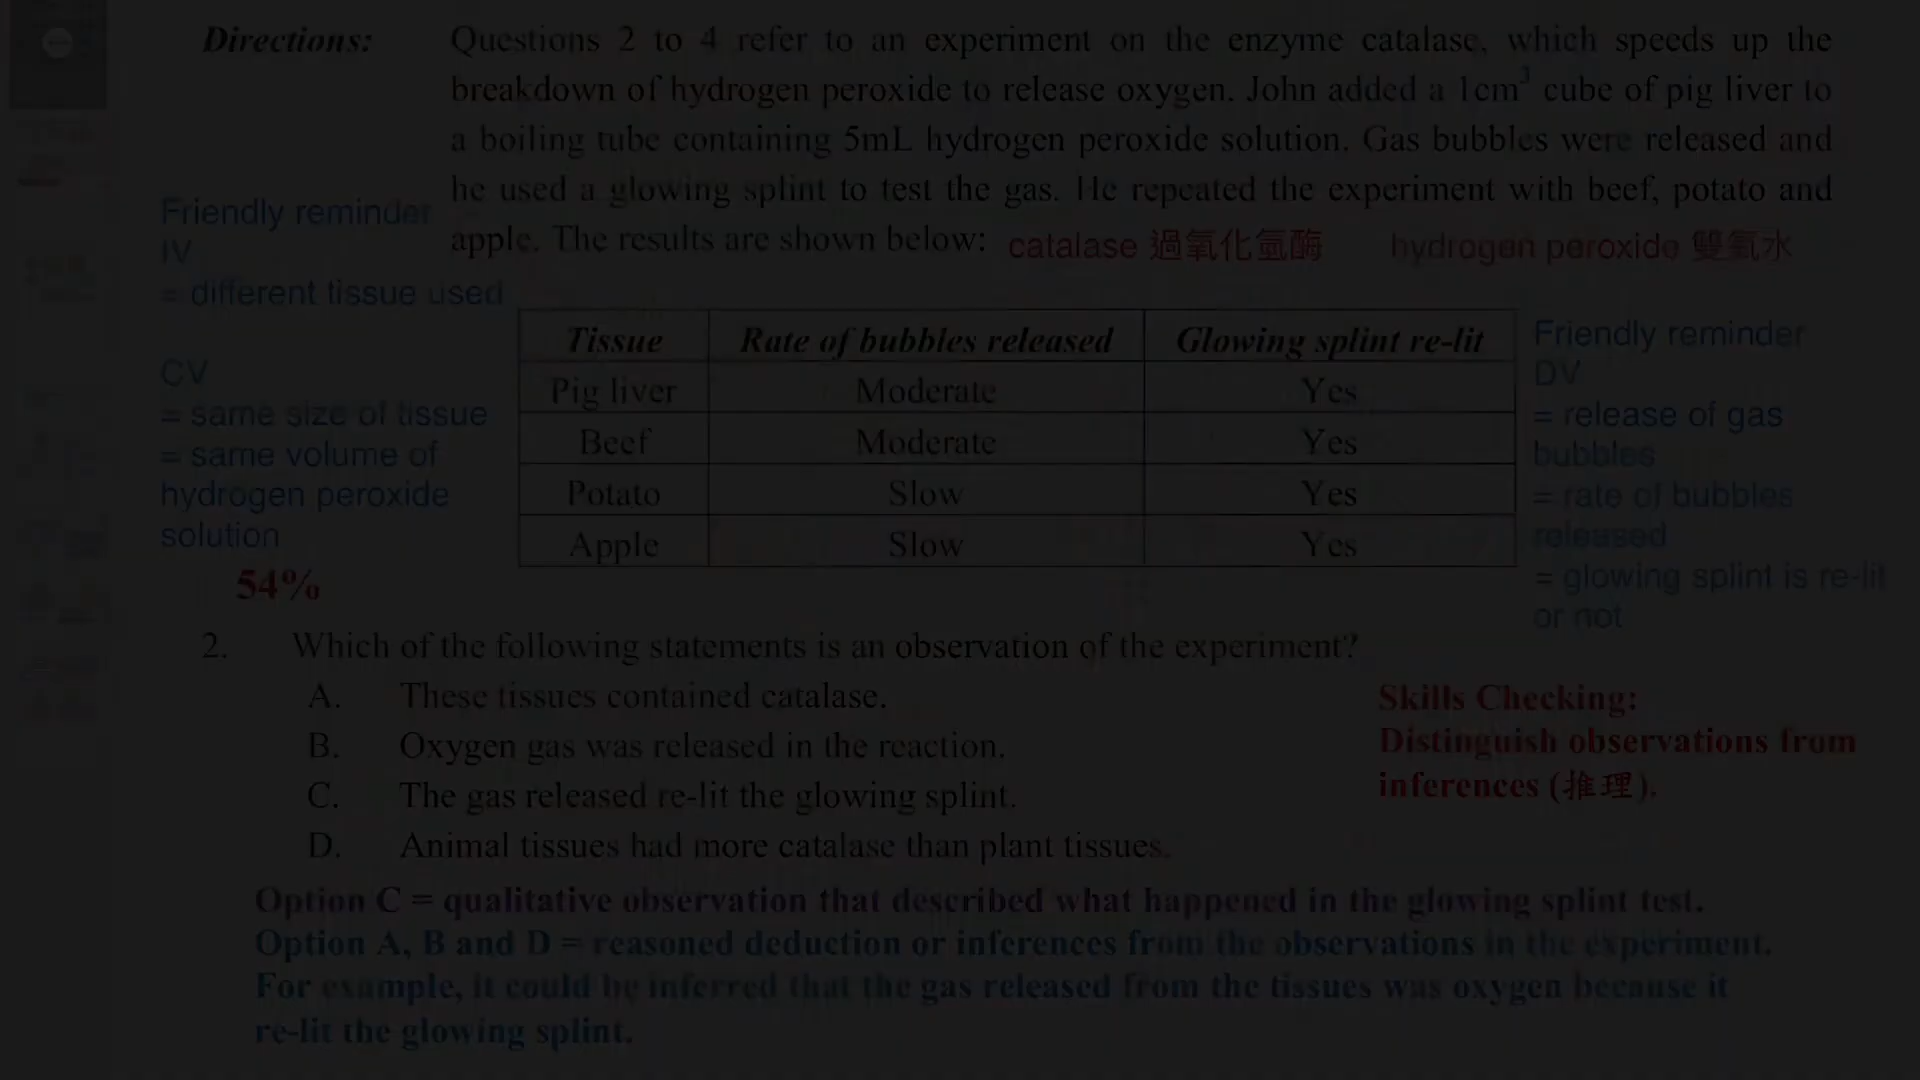 Directions: Questions 2 to 4 refer to an experiment on the enzyme catalase, which speeds up the
breakdown of hydrogen peroxide to release oxygen. John added a 1cm³ cube of pig liver to
a boiling tube containing 5mL hydrogen peroxide solution. Gas bubbles were released and
he used a glowing splint to test the gas. He repeated the experiment with beef, potato and
apple. The results are shown below:
catalase 過氧化氫酶 hydrogen peroxide 雙氧水
Friendly reminder
IV
= different tissue used
CV
= same size of tissue
= same volume of
hydrogen peroxide
solution
Tissue Rate of bubbles released Glowing splint re-lit
Pig liver Moderate Yes
Beef Moderate Yes
Potato Slow Yes
Apple Slow Yes
Friendly reminder
DV
= release of gas
bubbles
= rate of bubbles
released
= glowing splint is re-lit
or not
54%
2. Which of the following statements is an observation of the experiment?
A. These tissues contained catalase.
B. Oxygen gas was released in the reaction.
C. The gas released re-lit the glowing splint.
D. Animal tissues had more catalase than plant tissues.
Skills Checking:
Distinguish observations from
inferences (推理).
Option C = qualitative observation that described what happened in the glowing splint test.
Option A, B and D = reasoned deduction or inferences from the observations in the experiment.
For example, it could be inferred that the gas released from the tissues was oxygen because it
re-lit the glowing splint.